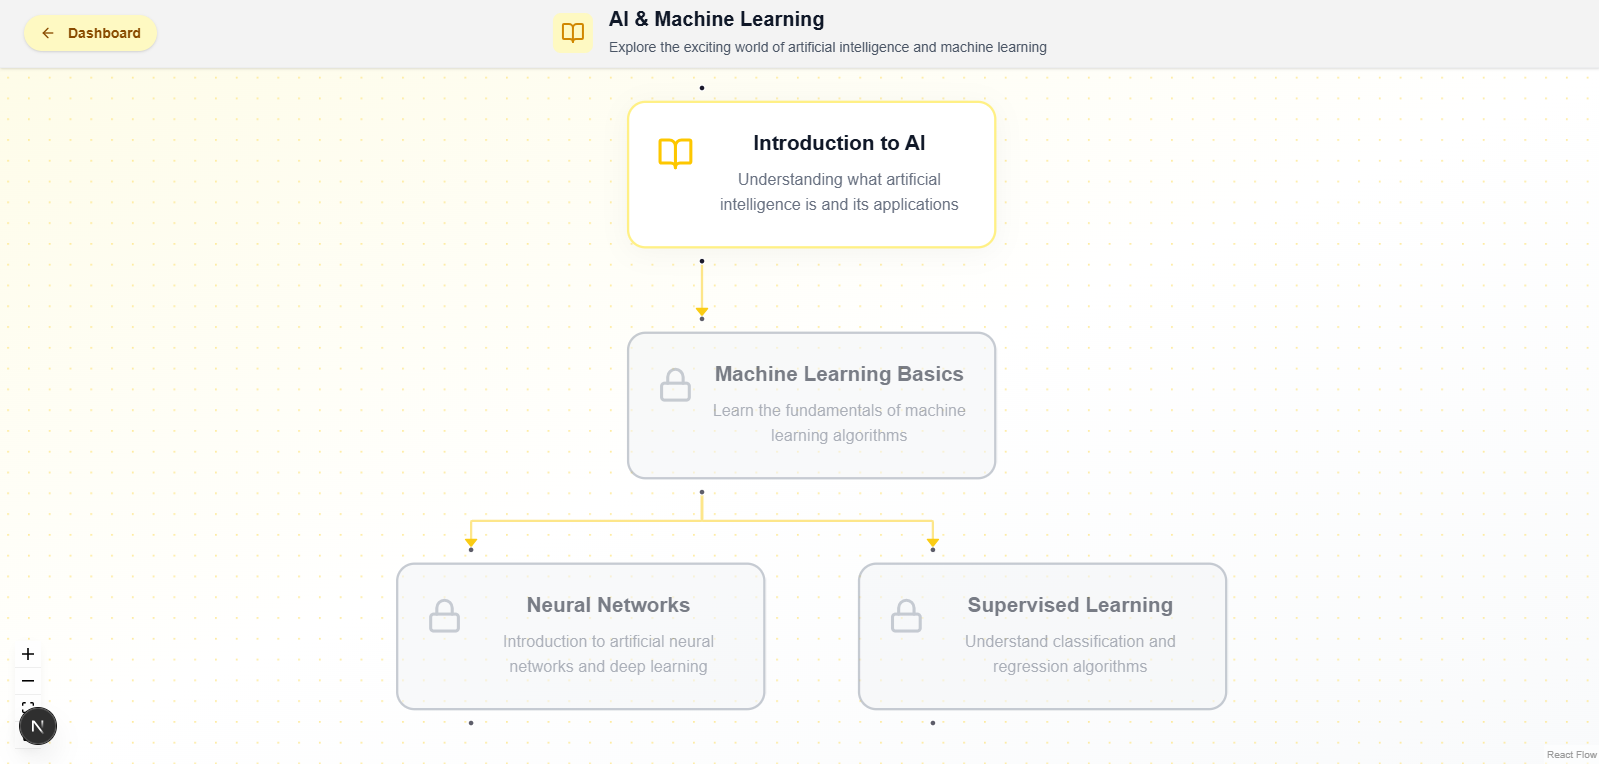 Dashboard
AI & Machine Learning
Explore the exciting world of artificial intelligence and machine learning
Introduction to AI
Understanding what artificial
intelligence is and its applications
Machine Learning Basics
Learn the fundamentals of machine
learning algorithms
Neural Networks
Introduction to artificial neural
networks and deep learning
Supervised Learning
Understand classification and
regression algorithms
N
React Flow